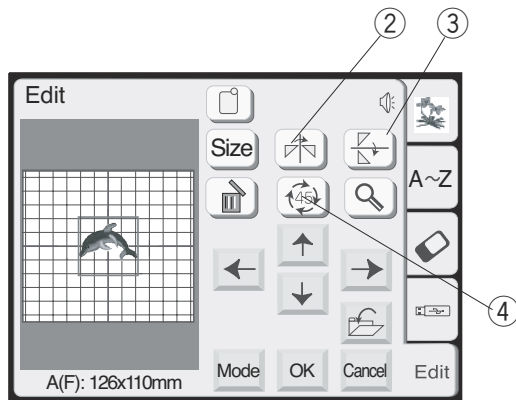 ② ③
Edit
Size
A~Z
45
④
Mode OK Cancel Edit
A(F): 126x110mm